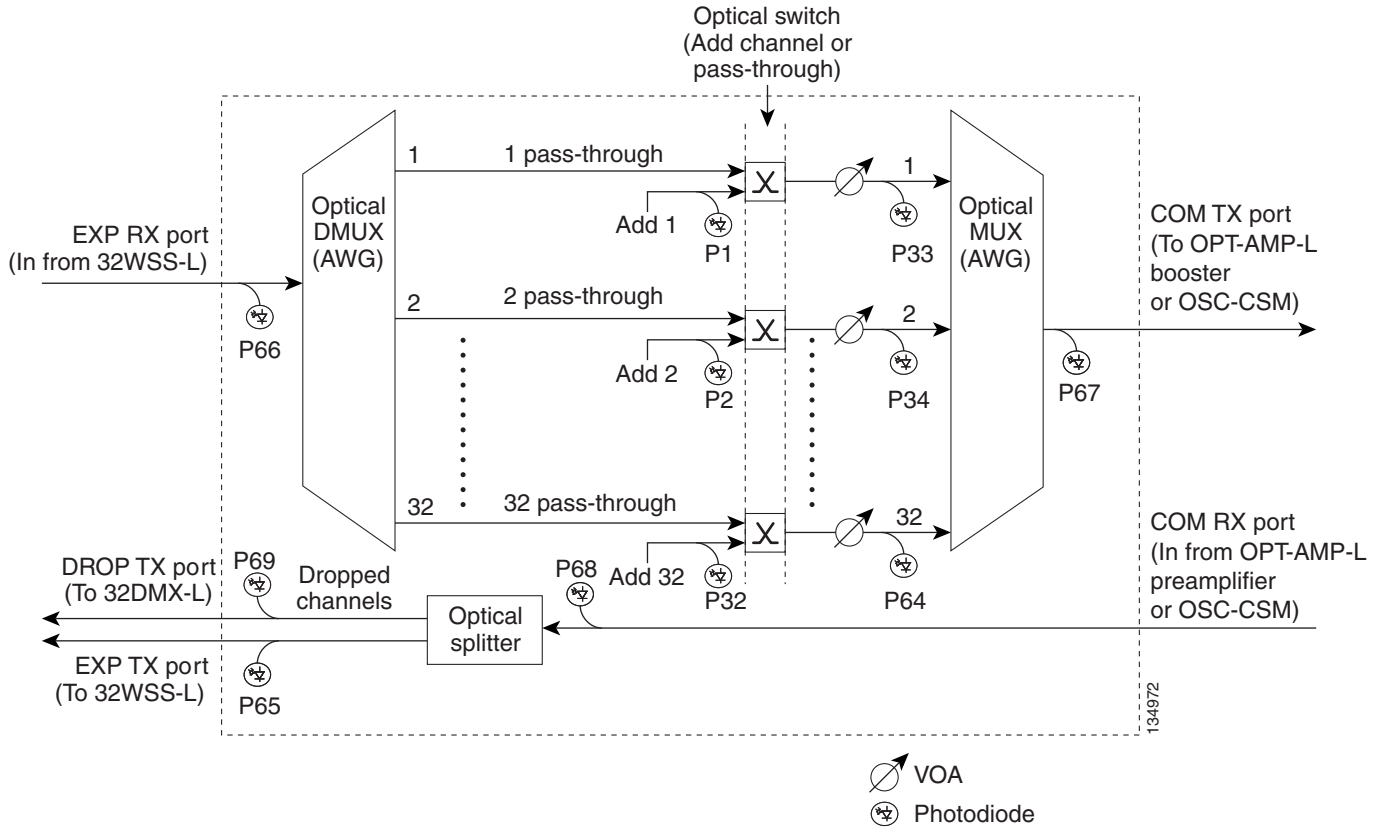 Optical switch
(Add channel or
pass-through)
1
1 pass-through
1
Optical
DMUX
(AWG)
Add 1
P1
P33
Optical
MUX
(AWG)
COM TX port
(To OPT-AMP-L
booster
or OSC-CSM)
EXP RX port
(In from 32WSS-L)
P66
2
2 pass-through
2
Add 2
P2
P34
P67
32
32 pass-through
32
Add 32
P32
P64
COM RX port
(In from OPT-AMP-L
preamplifier
or OSC-CSM)
DROP TX port
(To 32DMX-L)
P69
Dropped
channels
P68
Optical
splitter
EXP TX port
(To 32WSS-L)
P65
134972
VOA
Photodiode